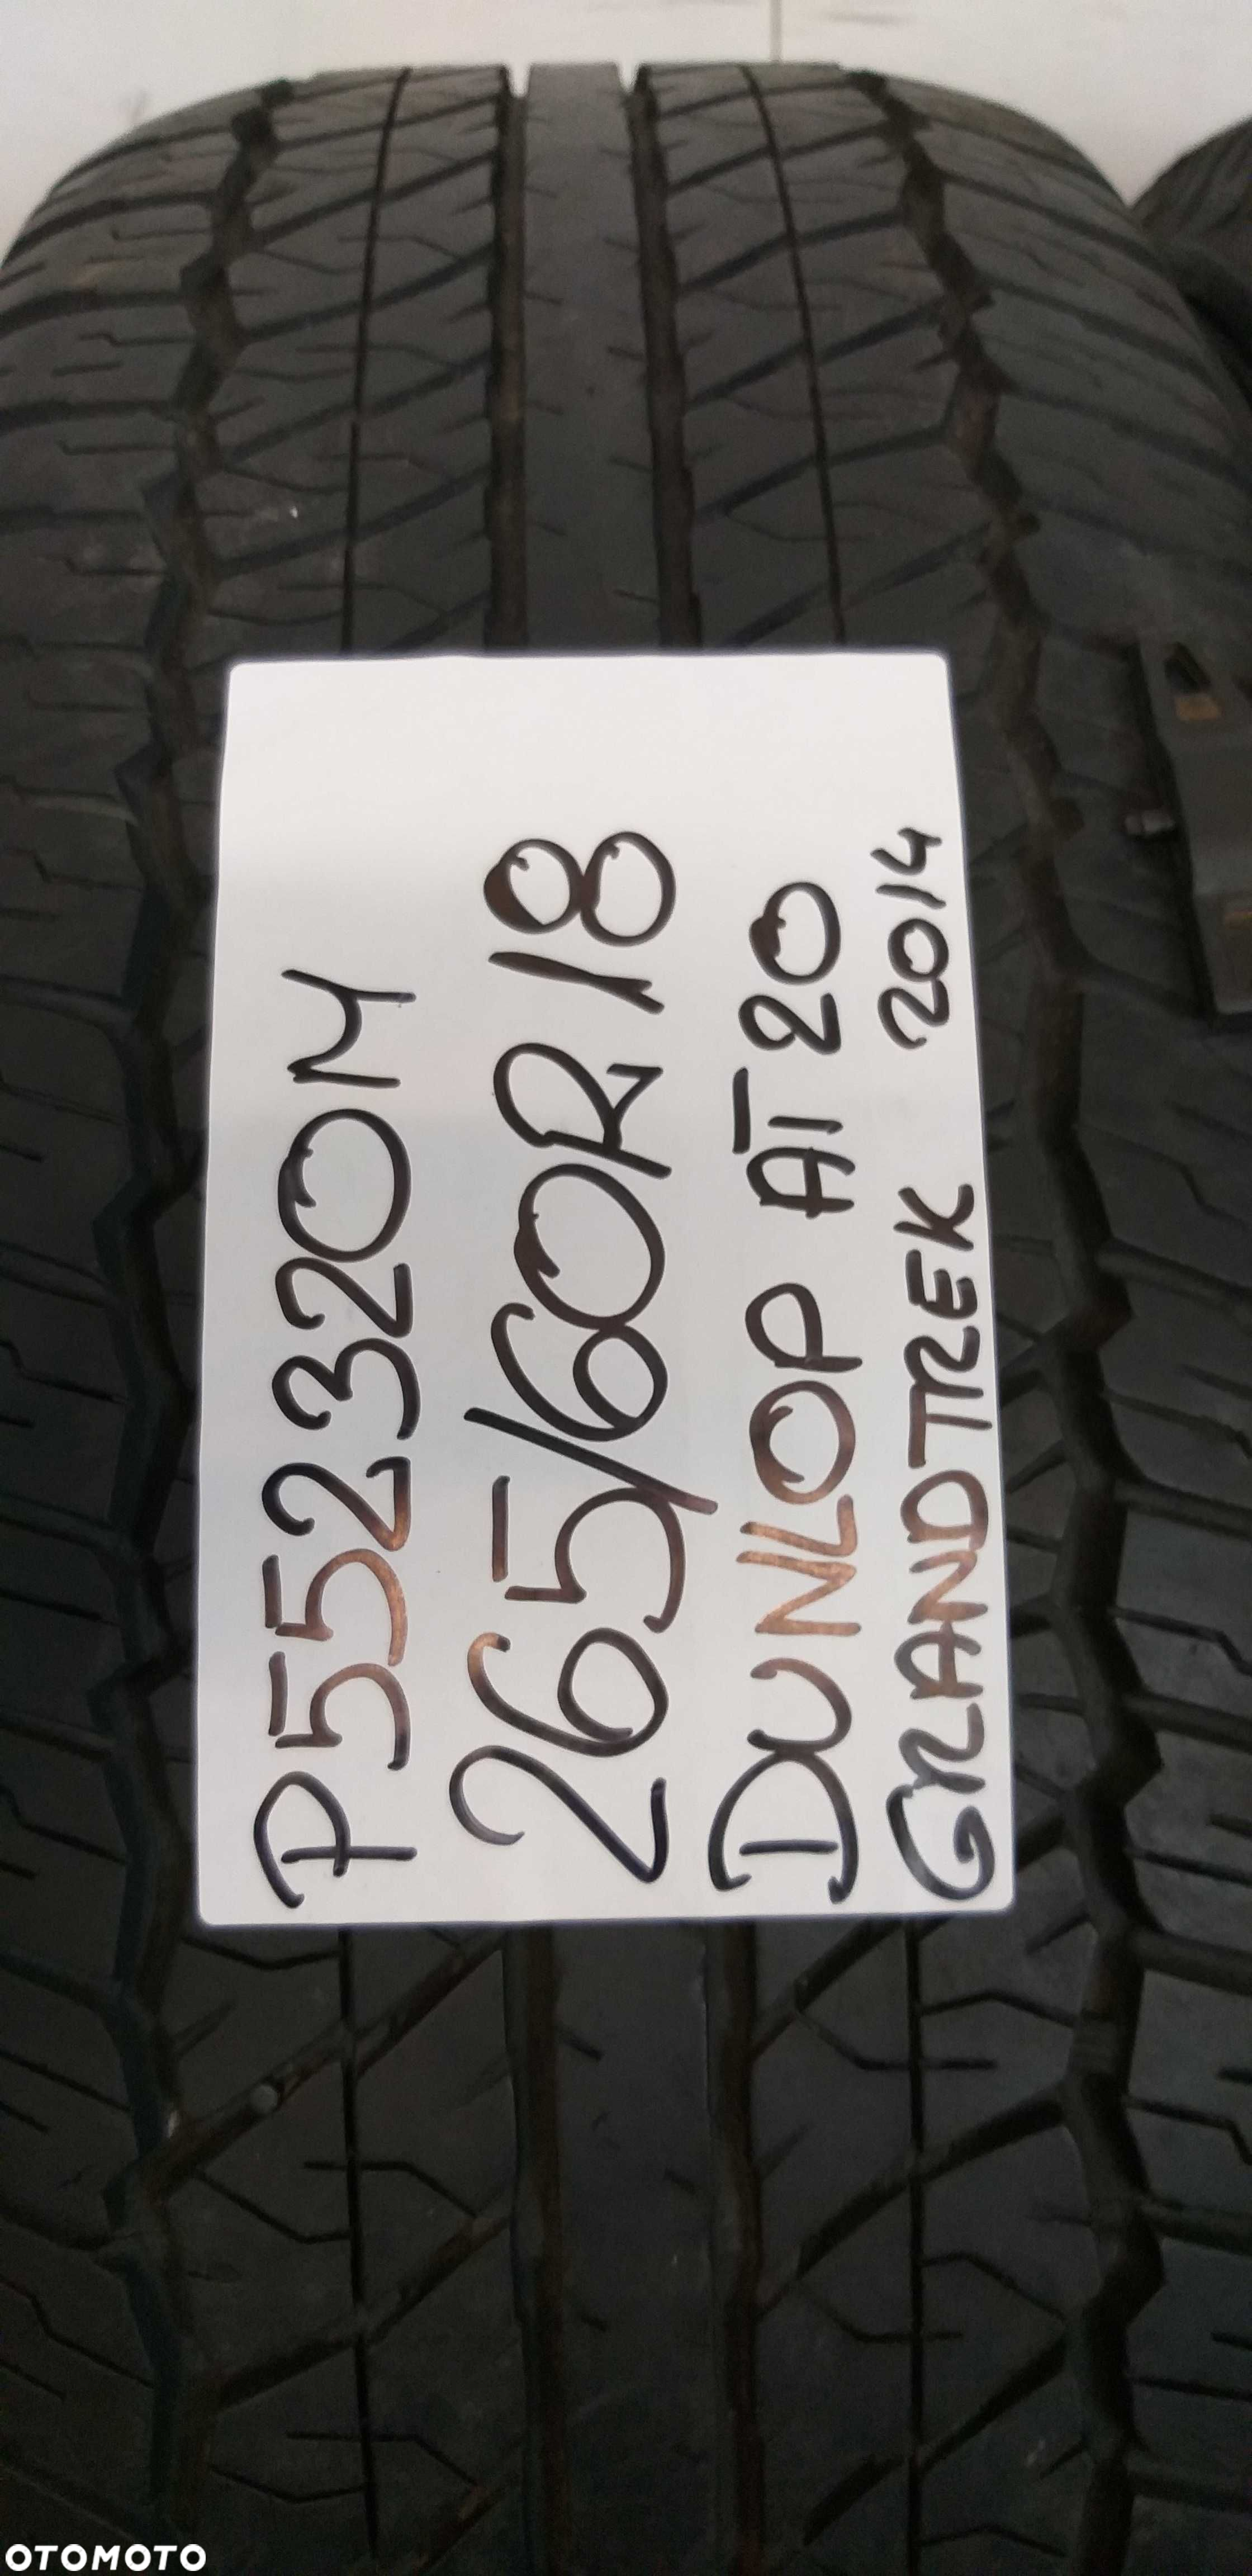 P552320M
265/60R18
DUNLOP AT 20
GRANDTREK 2014
OTOMOTO